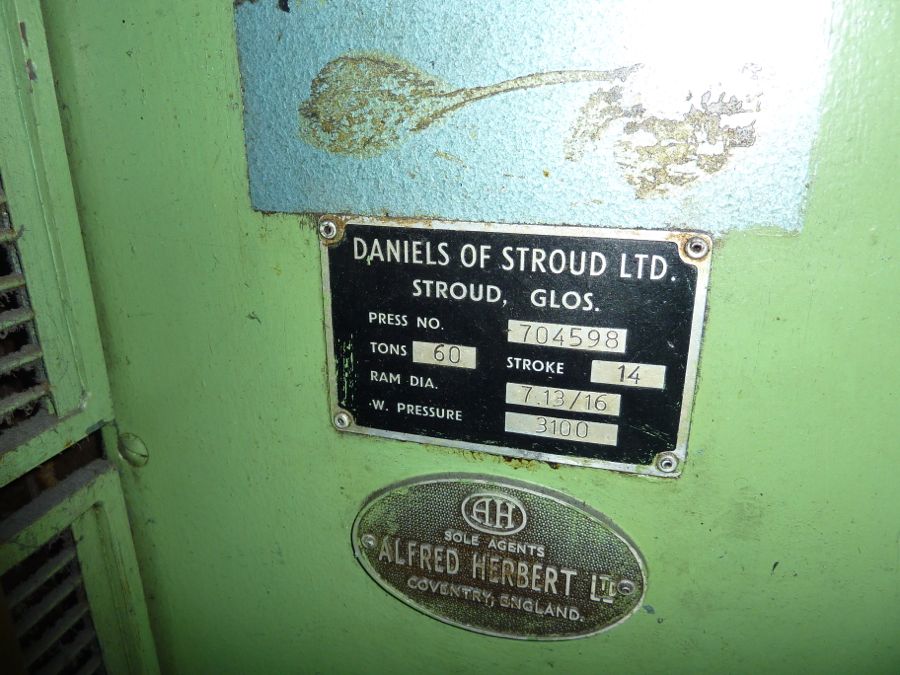 DANIELS OF STROUD LTD.
STROUD, GLOS.
PRESS NO. 704598
TONS 60 STROKE 14
RAM DIA. 7.13/16
W. PRESSURE 3100
AH
SOLE AGENTS
ALFRED HERBERT LTD
COVENTRY, ENGLAND.